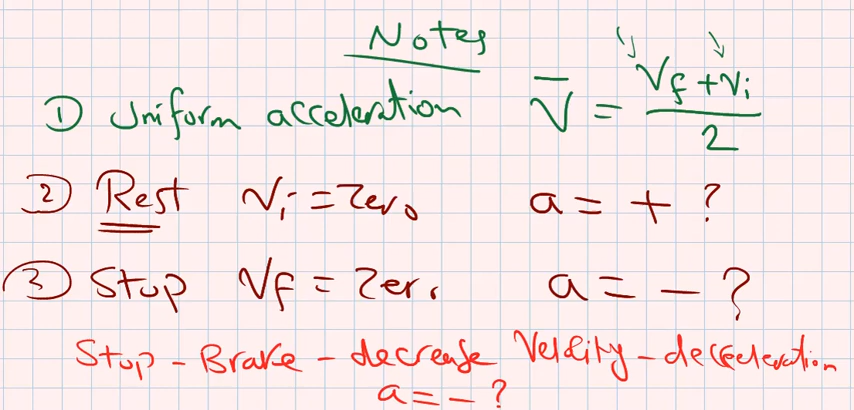 Notes
① Uniform acceleration V̄ = (Vf + Vi) / 2
② Rest Vi = Zero a = + ?
③ Stop Vf = Zero a = - ?
Stop - Brake - decrease Velocity - deceleration
a = - ?